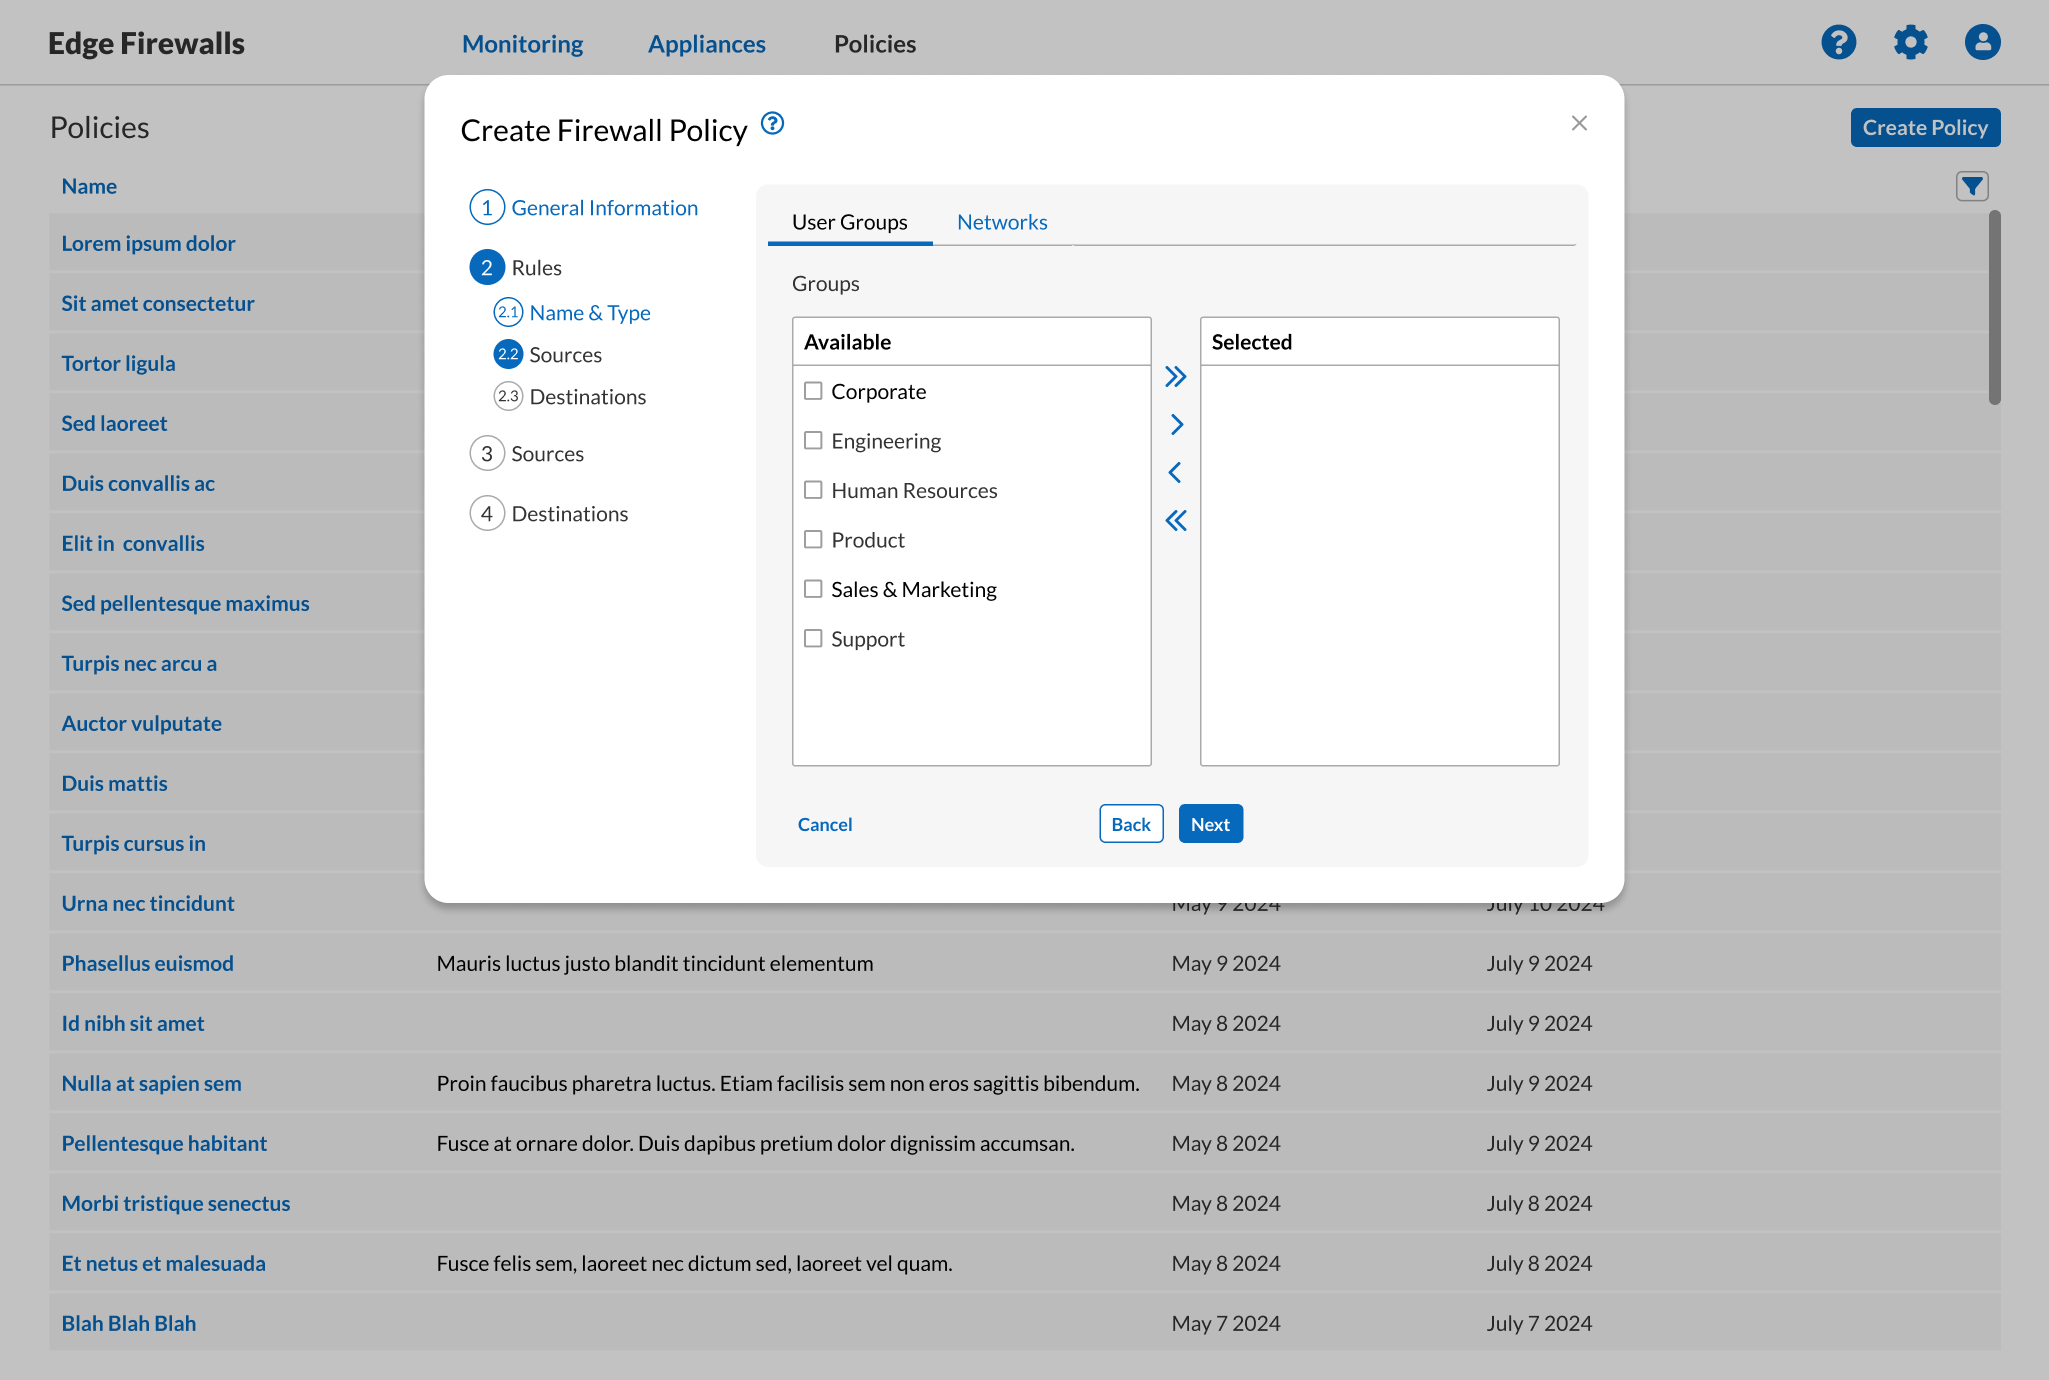 Edge Firewalls
Monitoring
Appliances
Policies
Policies
Create Policy
Create Firewall Policy
Name
1 General Information
2 Rules
2.1 Name & Type
2.2 Sources
2.3 Destinations
3 Sources
4 Destinations
User Groups
Networks
Groups
Available
Corporate
Engineering
Human Resources
Product
Sales & Marketing
Support
Selected
Cancel
Back
Next
Lorem ipsum dolor
Sit amet consectetur
Tortor ligula
Sed laoreet
Duis convallis ac
Elit in convallis
Sed pellentesque maximus
Turpis nec arcu a
Auctor vulputate
Duis mattis
Turpis cursus in
Urna nec tincidunt May 9 2024 July 10 2024
Phasellus euismod Mauris luctus justo blandit tincidunt elementum May 9 2024 July 9 2024
Id nibh sit amet May 8 2024 July 9 2024
Nulla at sapien sem Proin faucibus pharetra luctus. Etiam facilisis sem non eros sagittis bibendum. May 8 2024 July 9 2024
Pellentesque habitant Fusce at ornare dolor. Duis dapibus pretium dolor dignissim accumsan. May 8 2024 July 9 2024
Morbi tristique senectus May 8 2024 July 8 2024
Et netus et malesuada Fusce felis sem, laoreet nec dictum sed, laoreet vel quam. May 8 2024 July 8 2024
Blah Blah Blah May 7 2024 July 7 2024